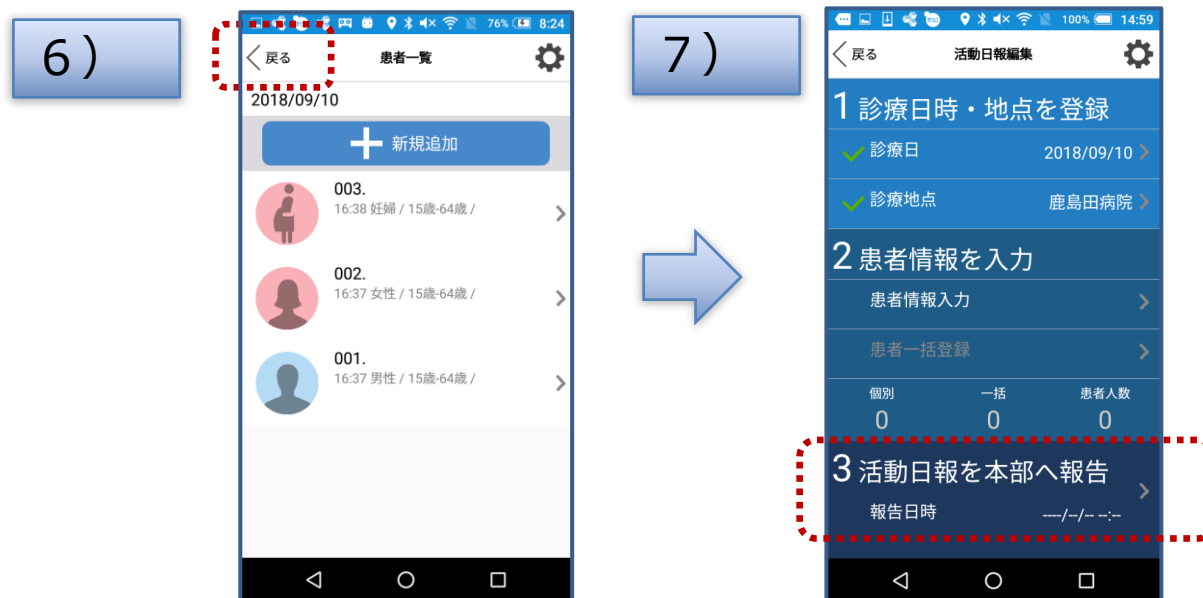 6）
76% 8:24
戻る 患者一覧
2018/09/10
新規追加
003.
16:38 妊婦 / 15歳-64歳 /
002.
16:37 女性 / 15歳-64歳 /
001.
16:37 男性 / 15歳-64歳 /
7）
100% 14:59
戻る 活動日報編集
1 診療日時・地点を登録
診療日 2018/09/10
診療地点 鹿島田病院
2 患者情報を入力
患者情報入力
患者一括登録
個別 一括 患者人数
0 0 0
3 活動日報を本部へ報告
報告日時 ----/--/-- --:--